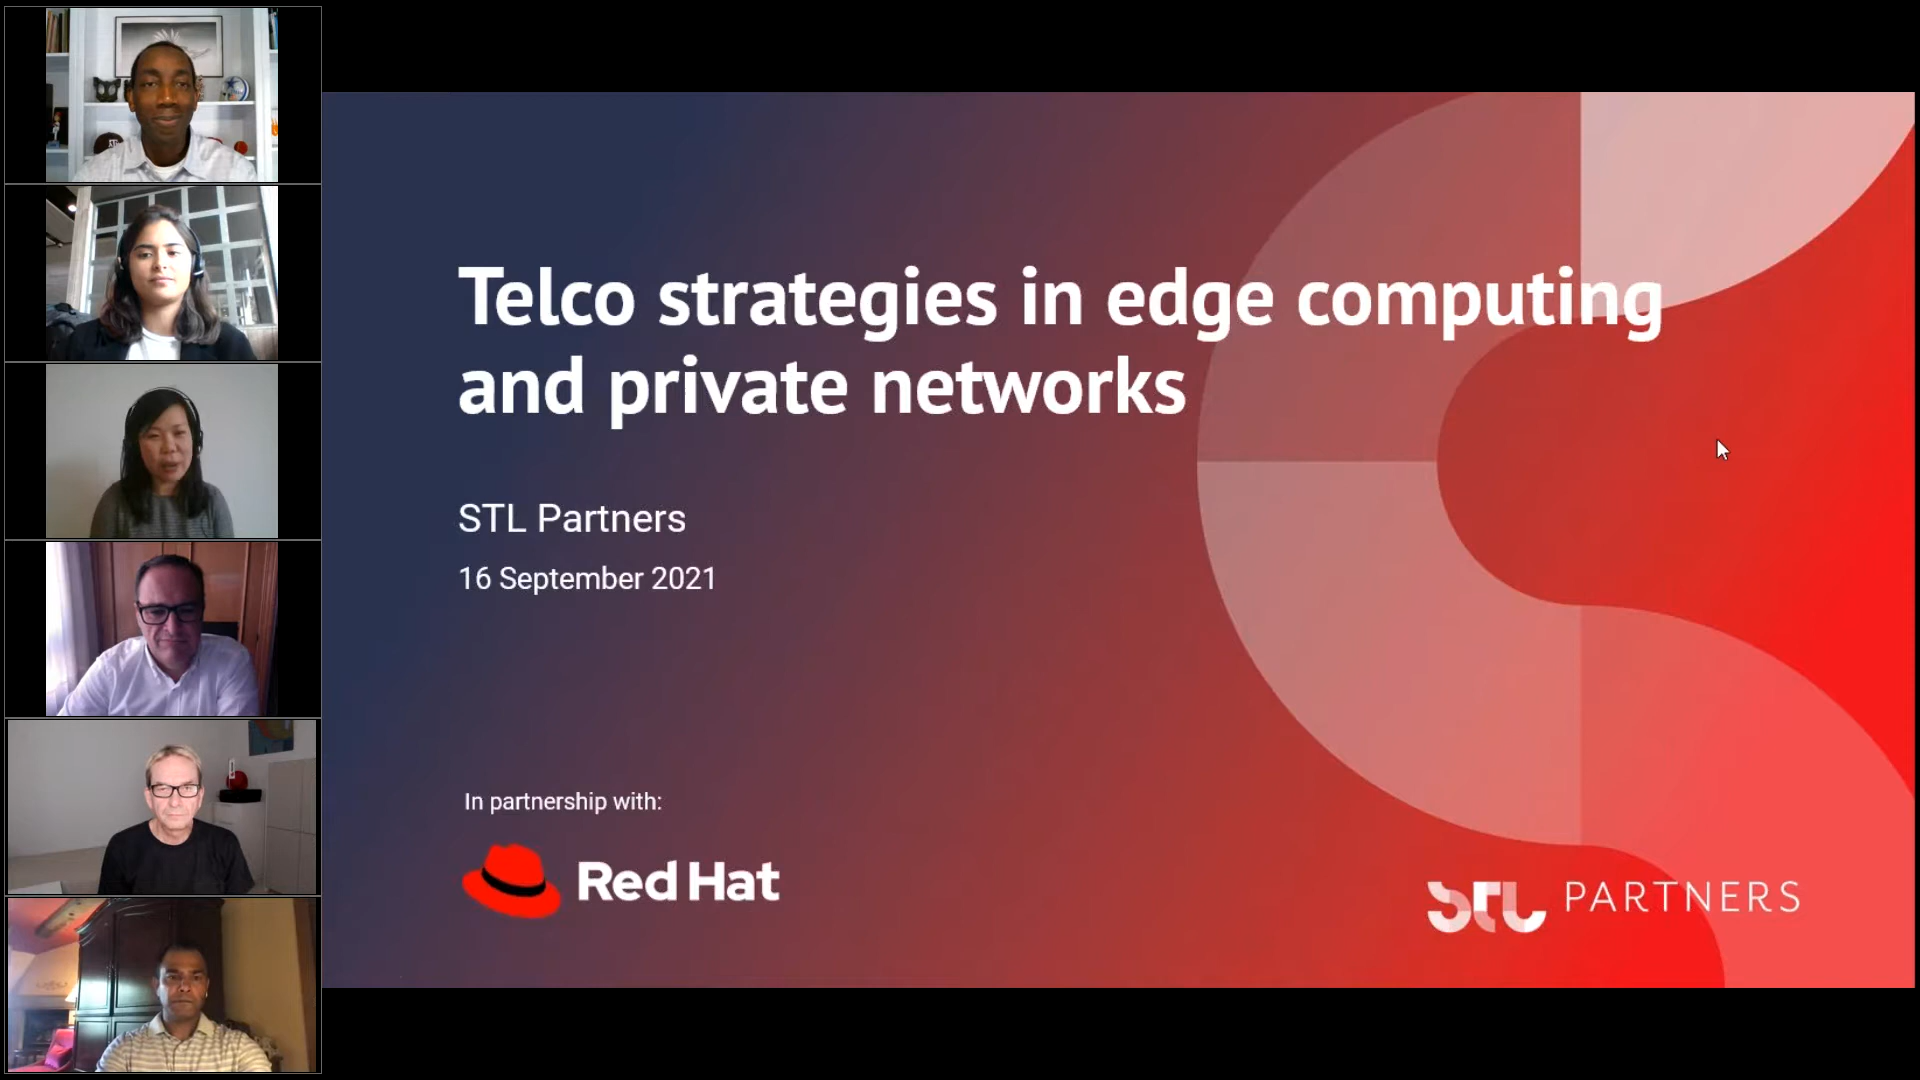 Telco strategies in edge computing
and private networks
STL Partners
16 September 2021
In partnership with:
Red Hat
STL PARTNERS